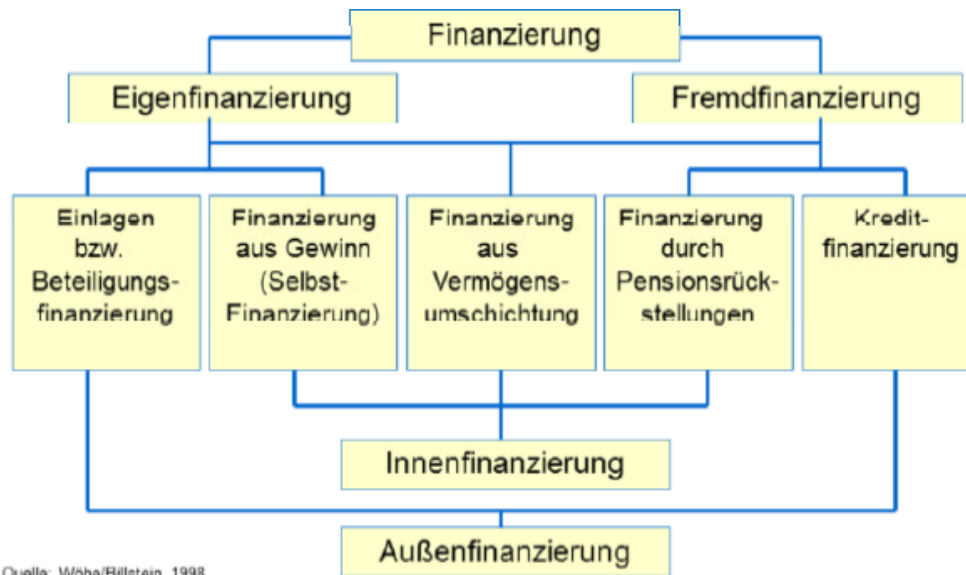 Finanzierung
Eigenfinanzierung
Fremdfinanzierung
Einlagen
bzw.
Beteiligungs-
finanzierung
Finanzierung
aus Gewinn
(Selbst-
Finanzierung)
Finanzierung
aus
Vermögens-
umschichtung
Finanzierung
durch
Pensionsrück-
stellungen
Kredit-
finanzierung
Innenfinanzierung
Außenfinanzierung
Quelle: Wöhe/Bilstein, 1998